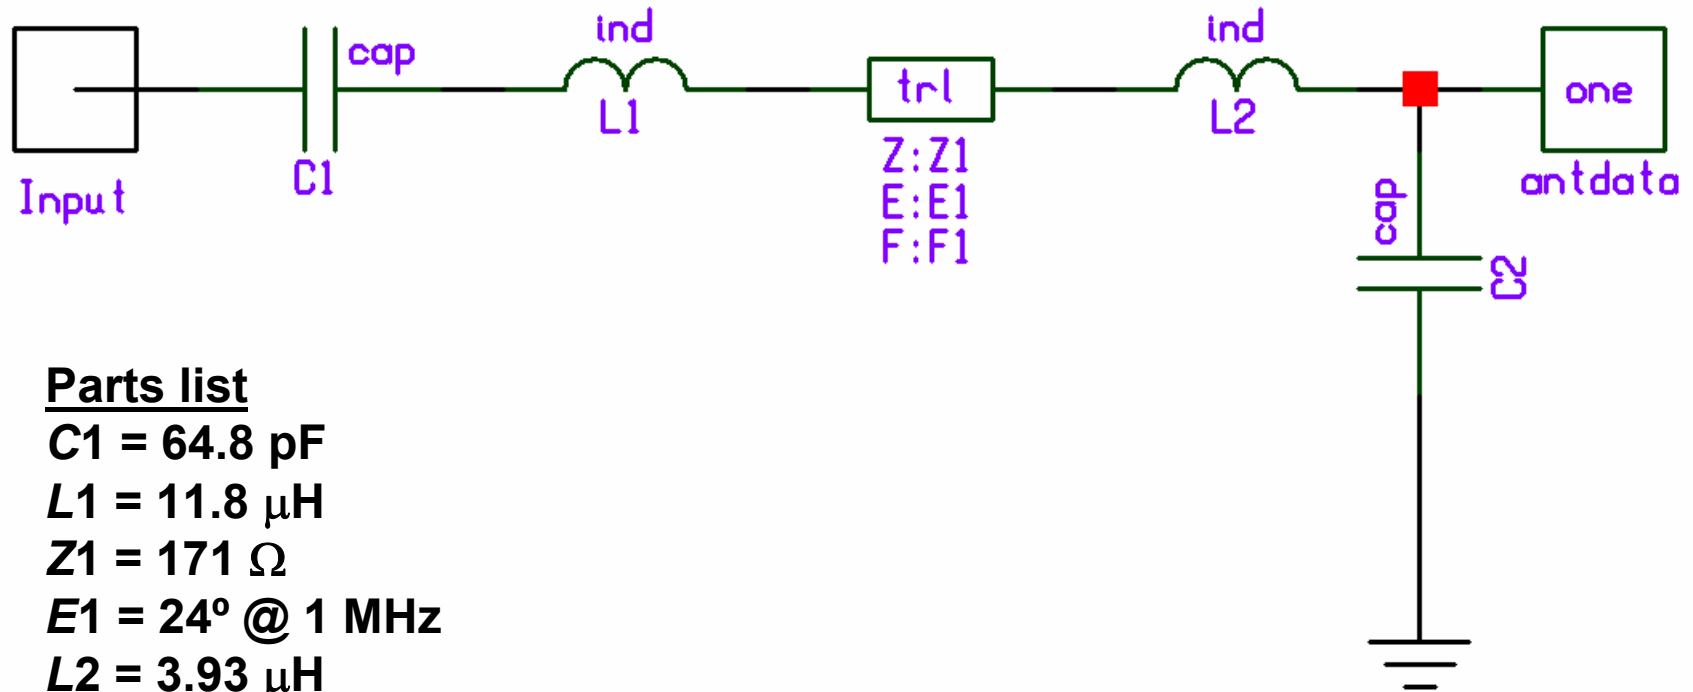 ind
ind
cap
trl
one
L1
L2
Z:Z1
C1
cap
antdata
Input
E:E1
F:F1
C2
Parts list
C1 = 64.8 pF
L1 = 11.8 μH
Z1 = 171 Ω
E1 = 24º @ 1 MHz
L2 = 3.93 μH